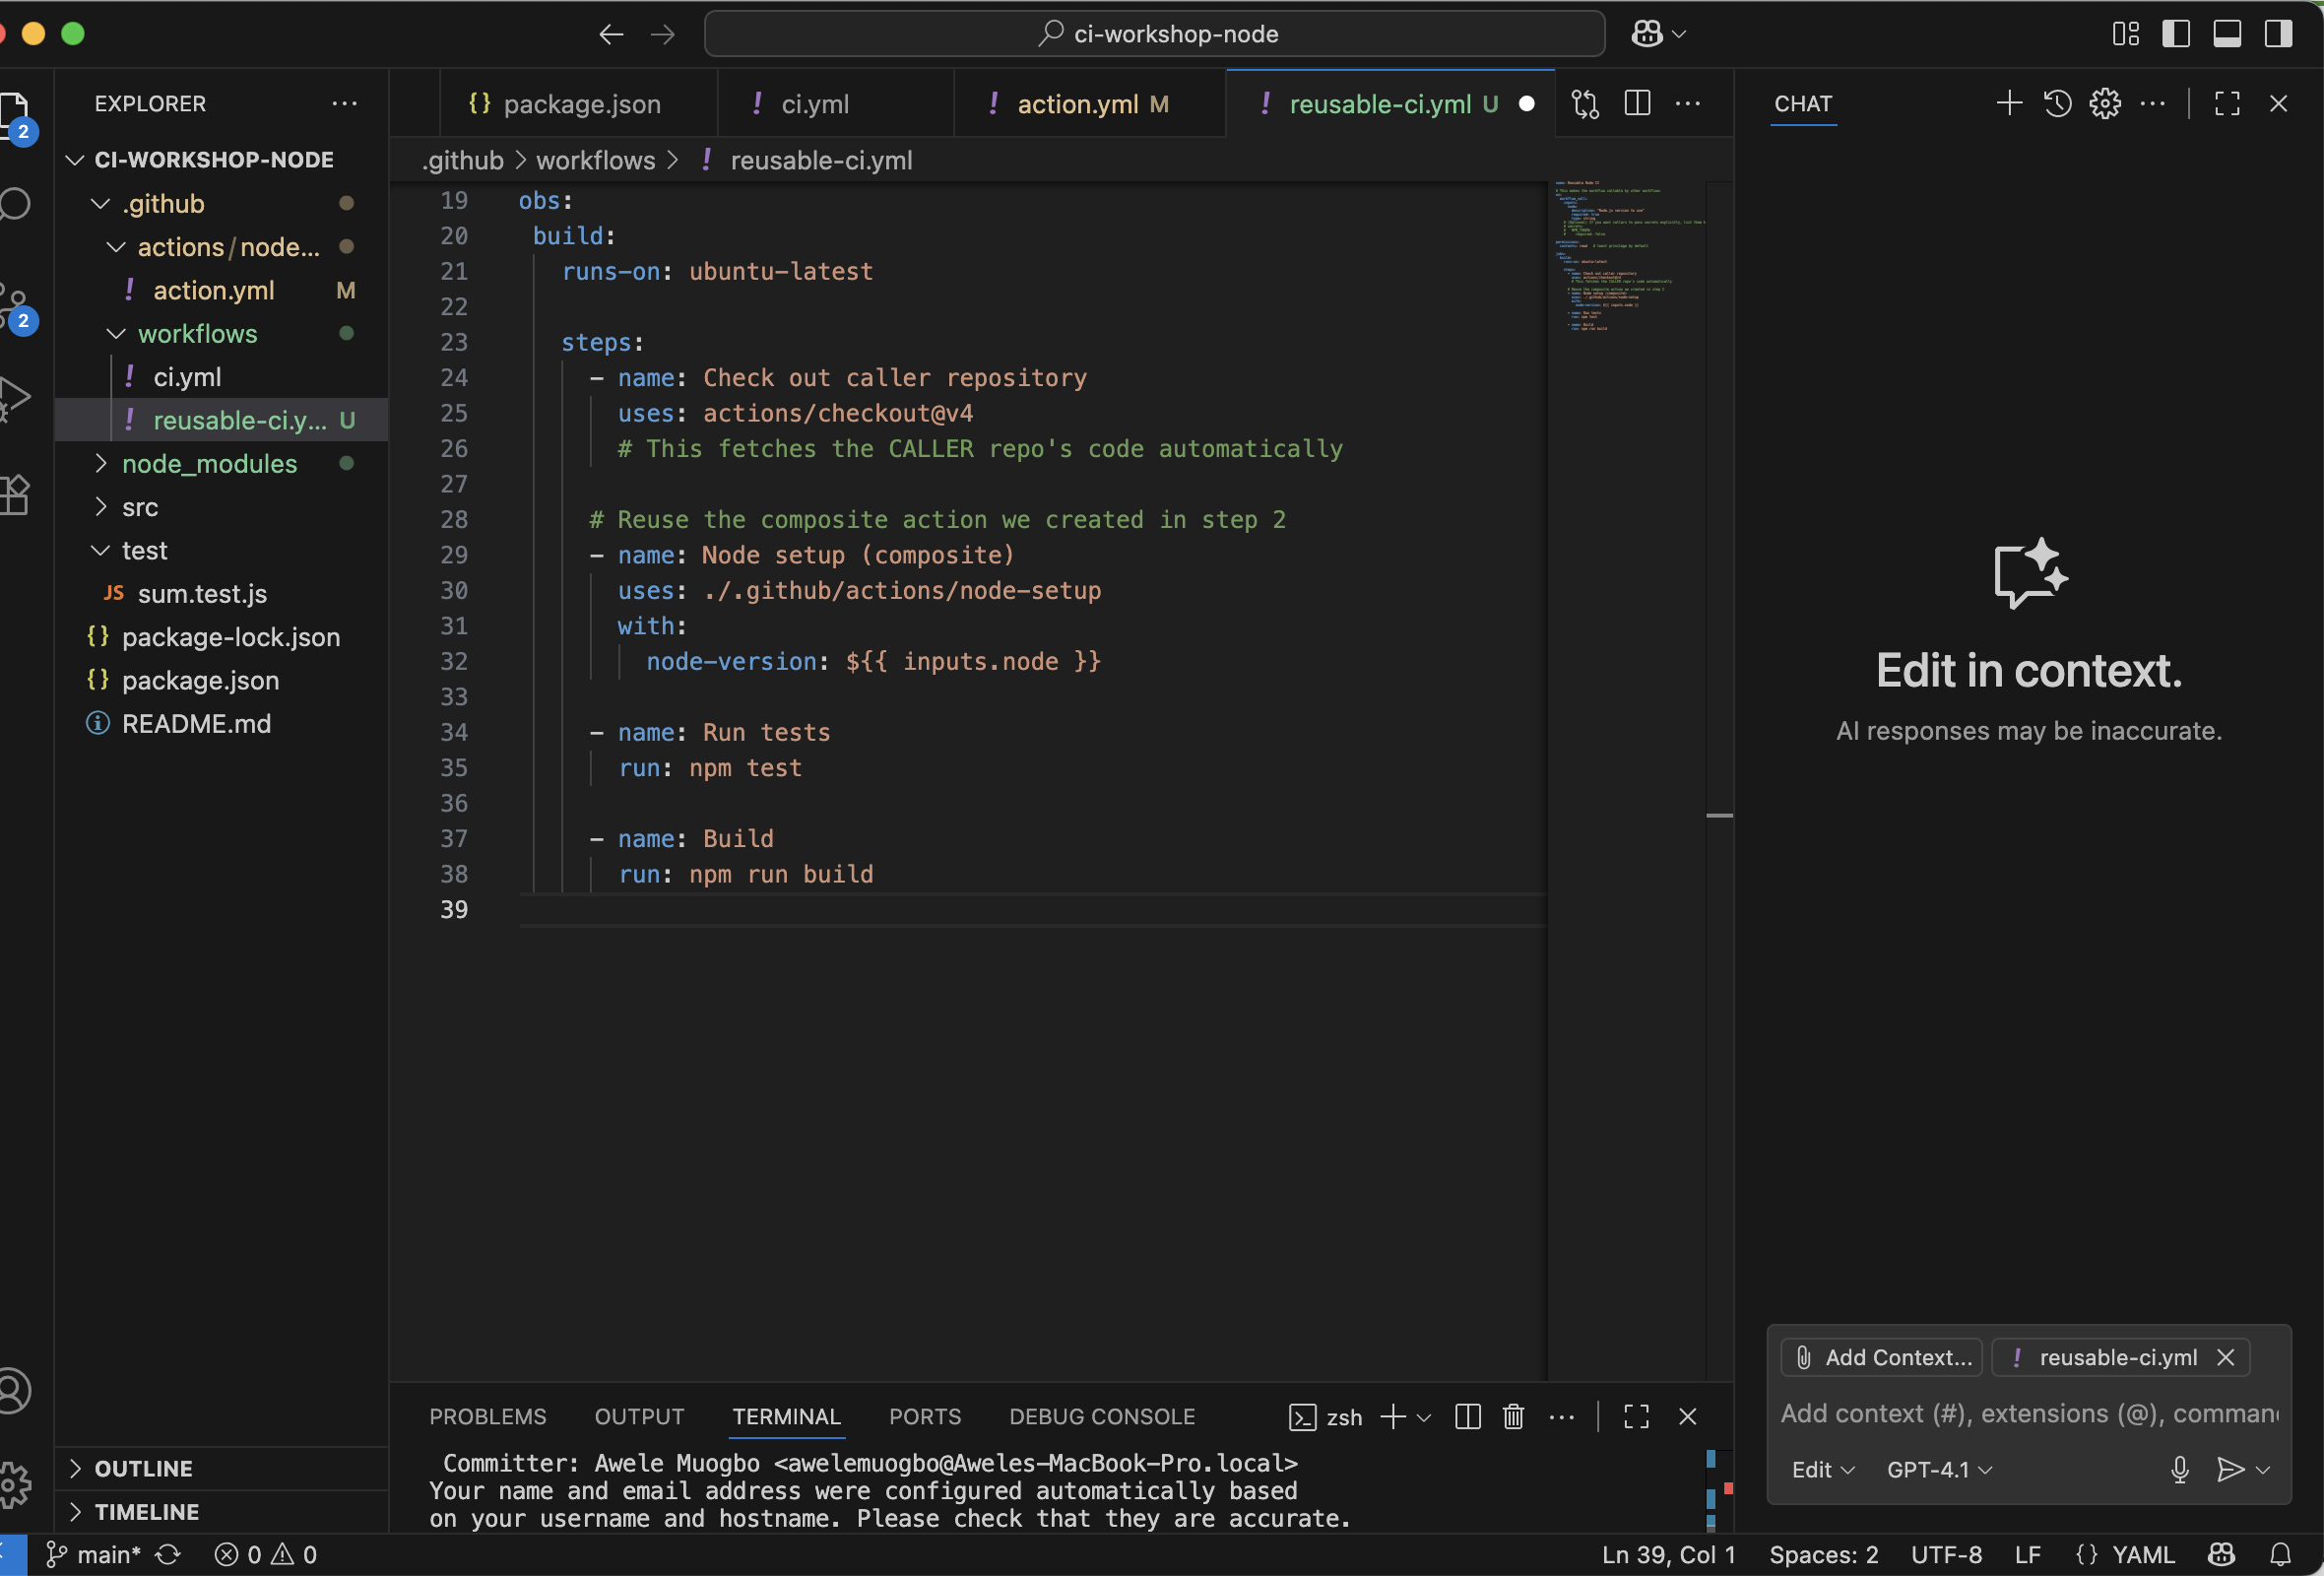 ci-workshop-node
EXPLORER
2
CI-WORKSHOP-NODE
.github
actions/node...
action.yml M
workflows
ci.yml
2
reusable-ci.y... U
node_modules
src
test
JS sum.test.js
{} package-lock.json
{} package.json
README.md
OUTLINE
TIMELINE
{} package.json
! ci.yml
! action.yml M
! reusable-ci.yml U
.github > workflows > ! reusable-ci.yml
19 obs:
20 build:
21 runs-on: ubuntu-latest
22
23 steps:
24 - name: Check out caller repository
25 uses: actions/checkout@v4
26 # This fetches the CALLER repo's code automatically
27
28 # Reuse the composite action we created in step 2
29 - name: Node setup (composite)
30 uses: ./.github/actions/node-setup
31 with:
32 node-version: ${{ inputs.node }}
33
34 - name: Run tests
35 run: npm test
36
37 - name: Build
38 run: npm run build
39
PROBLEMS OUTPUT TERMINAL PORTS DEBUG CONSOLE zsh
Committer: Awele Muogbo <awelemuogbo@Aweles-MacBook-Pro.local>
Your name and email address were configured automatically based
on your username and hostname. Please check that they are accurate.
CHAT
Edit in context.
AI responses may be inaccurate.
Add Context... ! reusable-ci.yml
Add context (#), extensions (@), comman
Edit GPT-4.1
main* 0 0
Ln 39, Col 1 Spaces: 2 UTF-8 LF {} YAML